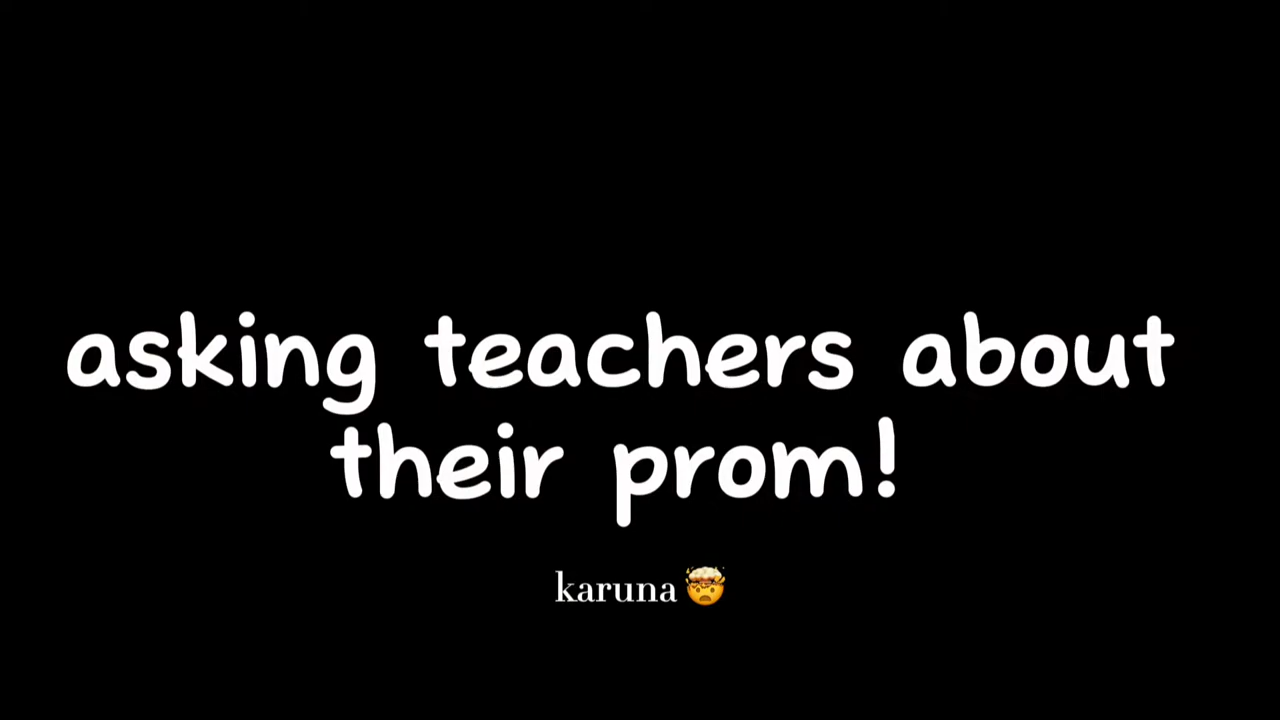 asking teachers about
their prom!
karuna 🤯